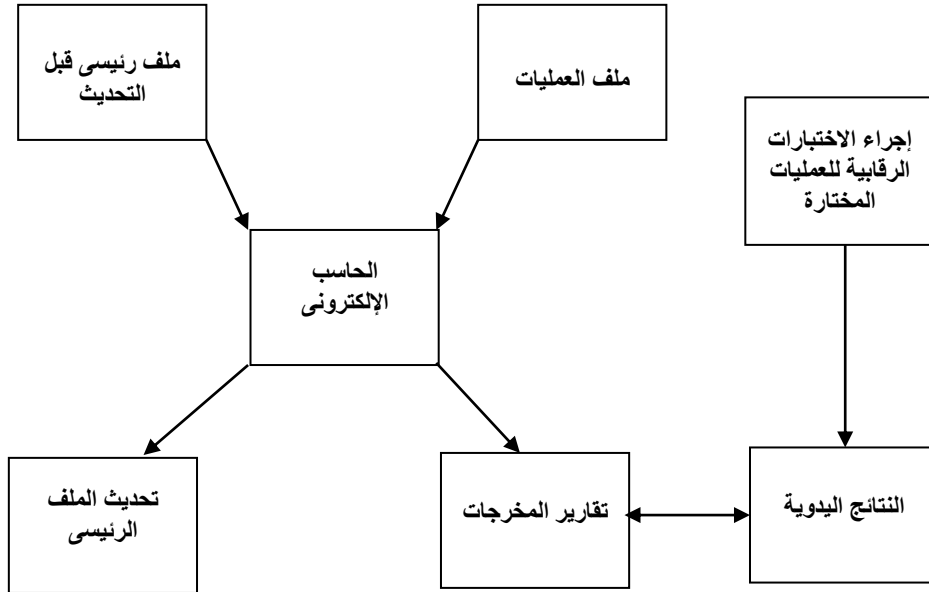 ملف رئيسى قبل
التحديث
ملف العمليات
إجراء الاختبارات
الرقابية للعمليات
المختارة
الحاسب
الإلكترونى
تحديث الملف
الرئيسى
تقارير المخرجات
النتائج اليدوية